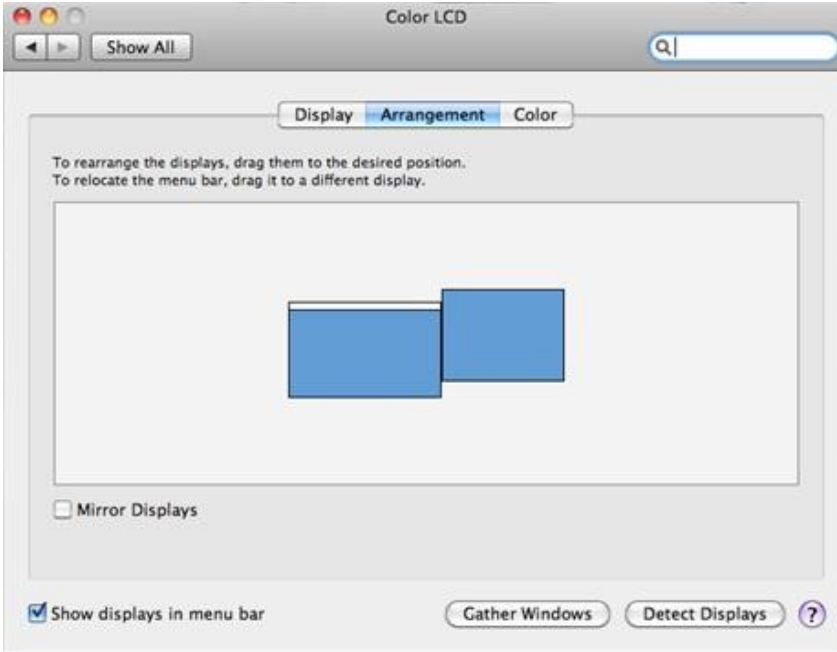 Color LCD
Show All
Display Arrangement Color
To rearrange the displays, drag them to the desired position.
To relocate the menu bar, drag it to a different display.
Mirror Displays
Show displays in menu bar
Gather Windows
Detect Displays
?